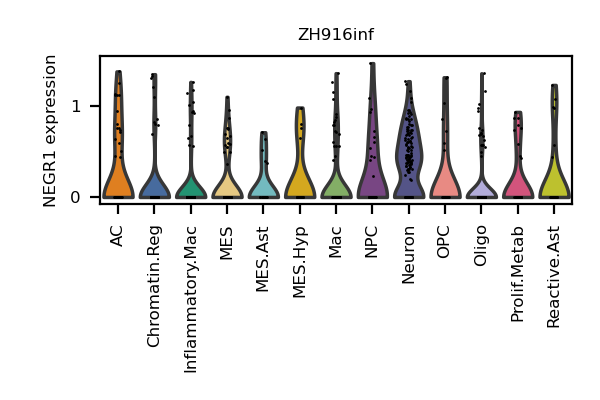 ZH916inf
NEGR1 expression
1
0
AC
Chromatin.Reg
Inflammatory.Mac
MES
MES.Ast
MES.Hyp
Mac
NPC
Neuron
OPC
Oligo
Prolif.Metab
Reactive.Ast